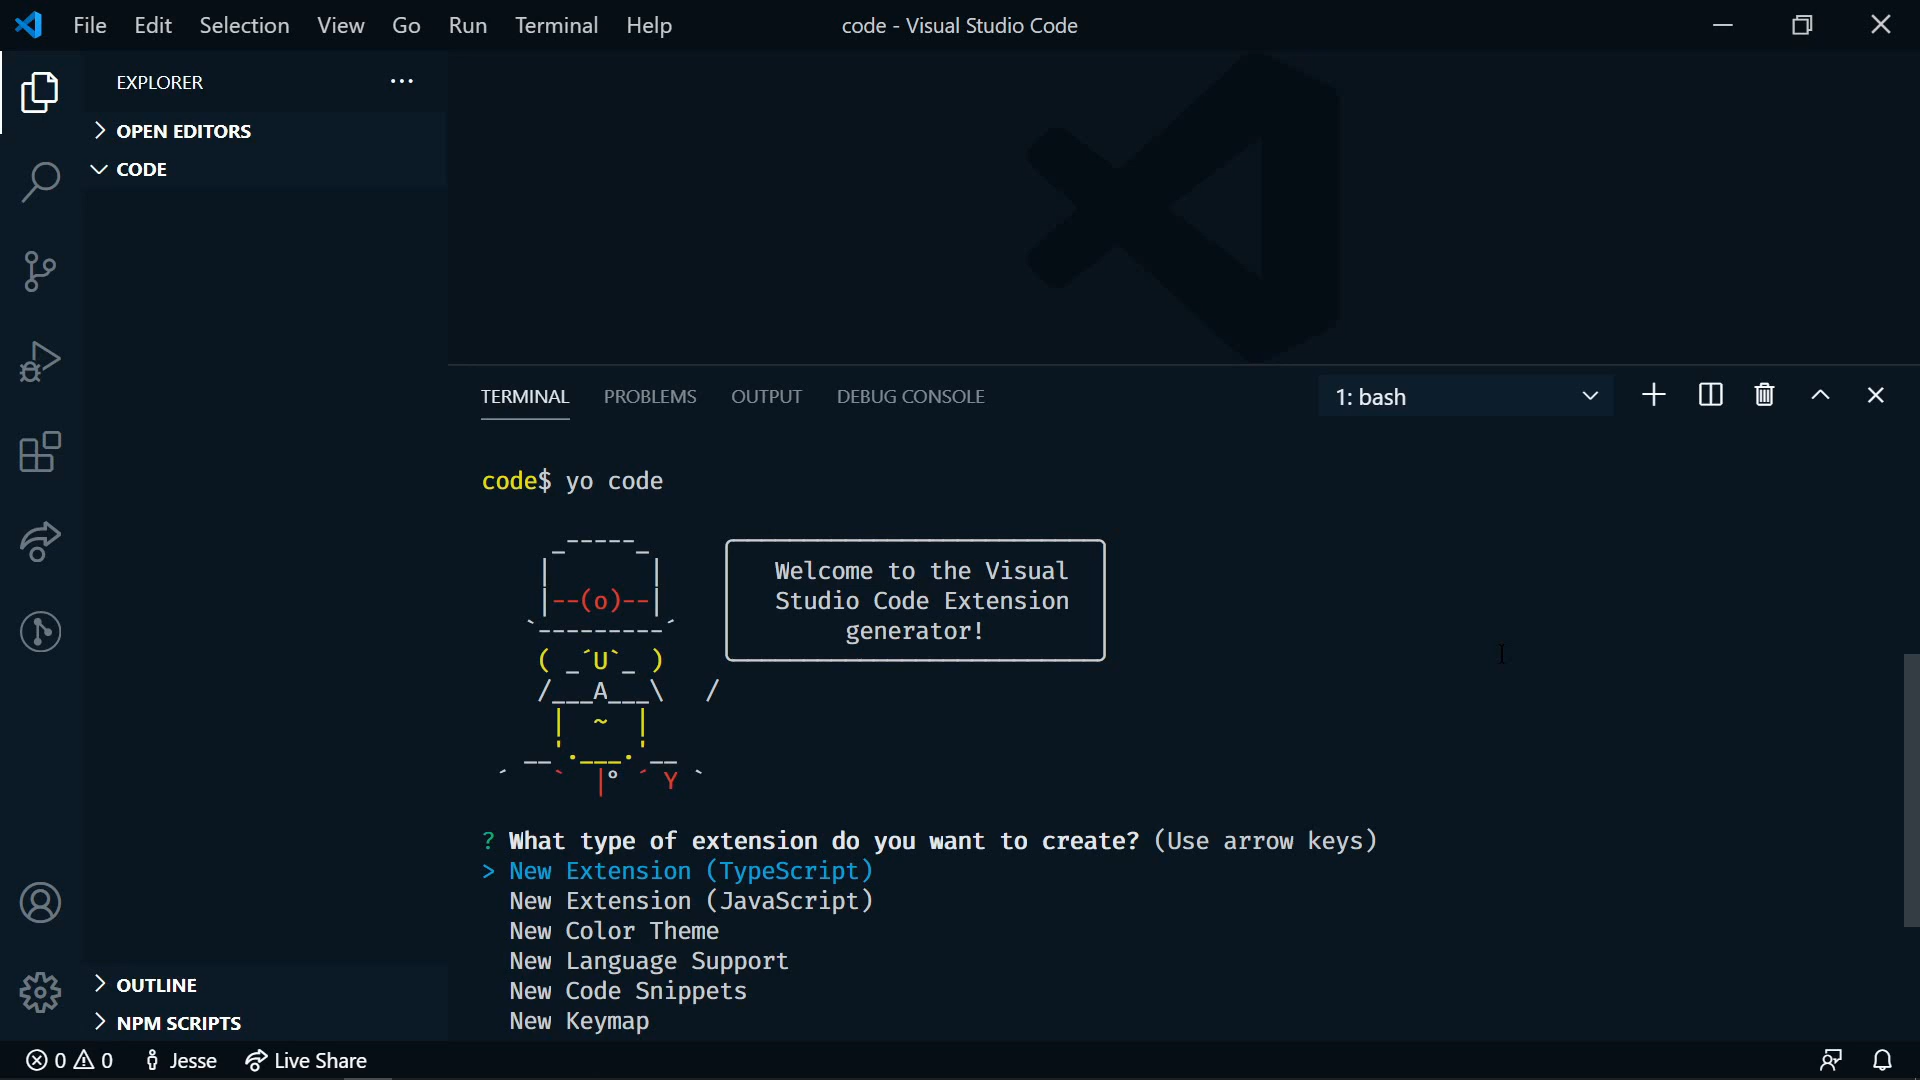 File Edit Selection View Go Run Terminal Help
code - Visual Studio Code
EXPLORER
OPEN EDITORS
CODE
OUTLINE
NPM SCRIPTS
TERMINAL PROBLEMS OUTPUT DEBUG CONSOLE
1: bash
code$ yo code
     _-----_
    |       |
    |--(o)--|
   `---------´
    ( _´U`_ )
    /___A___\   /
     |  ~  |
   __'.___.'__
 ´   `  |° ´ Y `
Welcome to the Visual
Studio Code Extension
generator!
? What type of extension do you want to create? (Use arrow keys)
> New Extension (TypeScript)
New Extension (JavaScript)
New Color Theme
New Language Support
New Code Snippets
New Keymap
0 0 Jesse Live Share